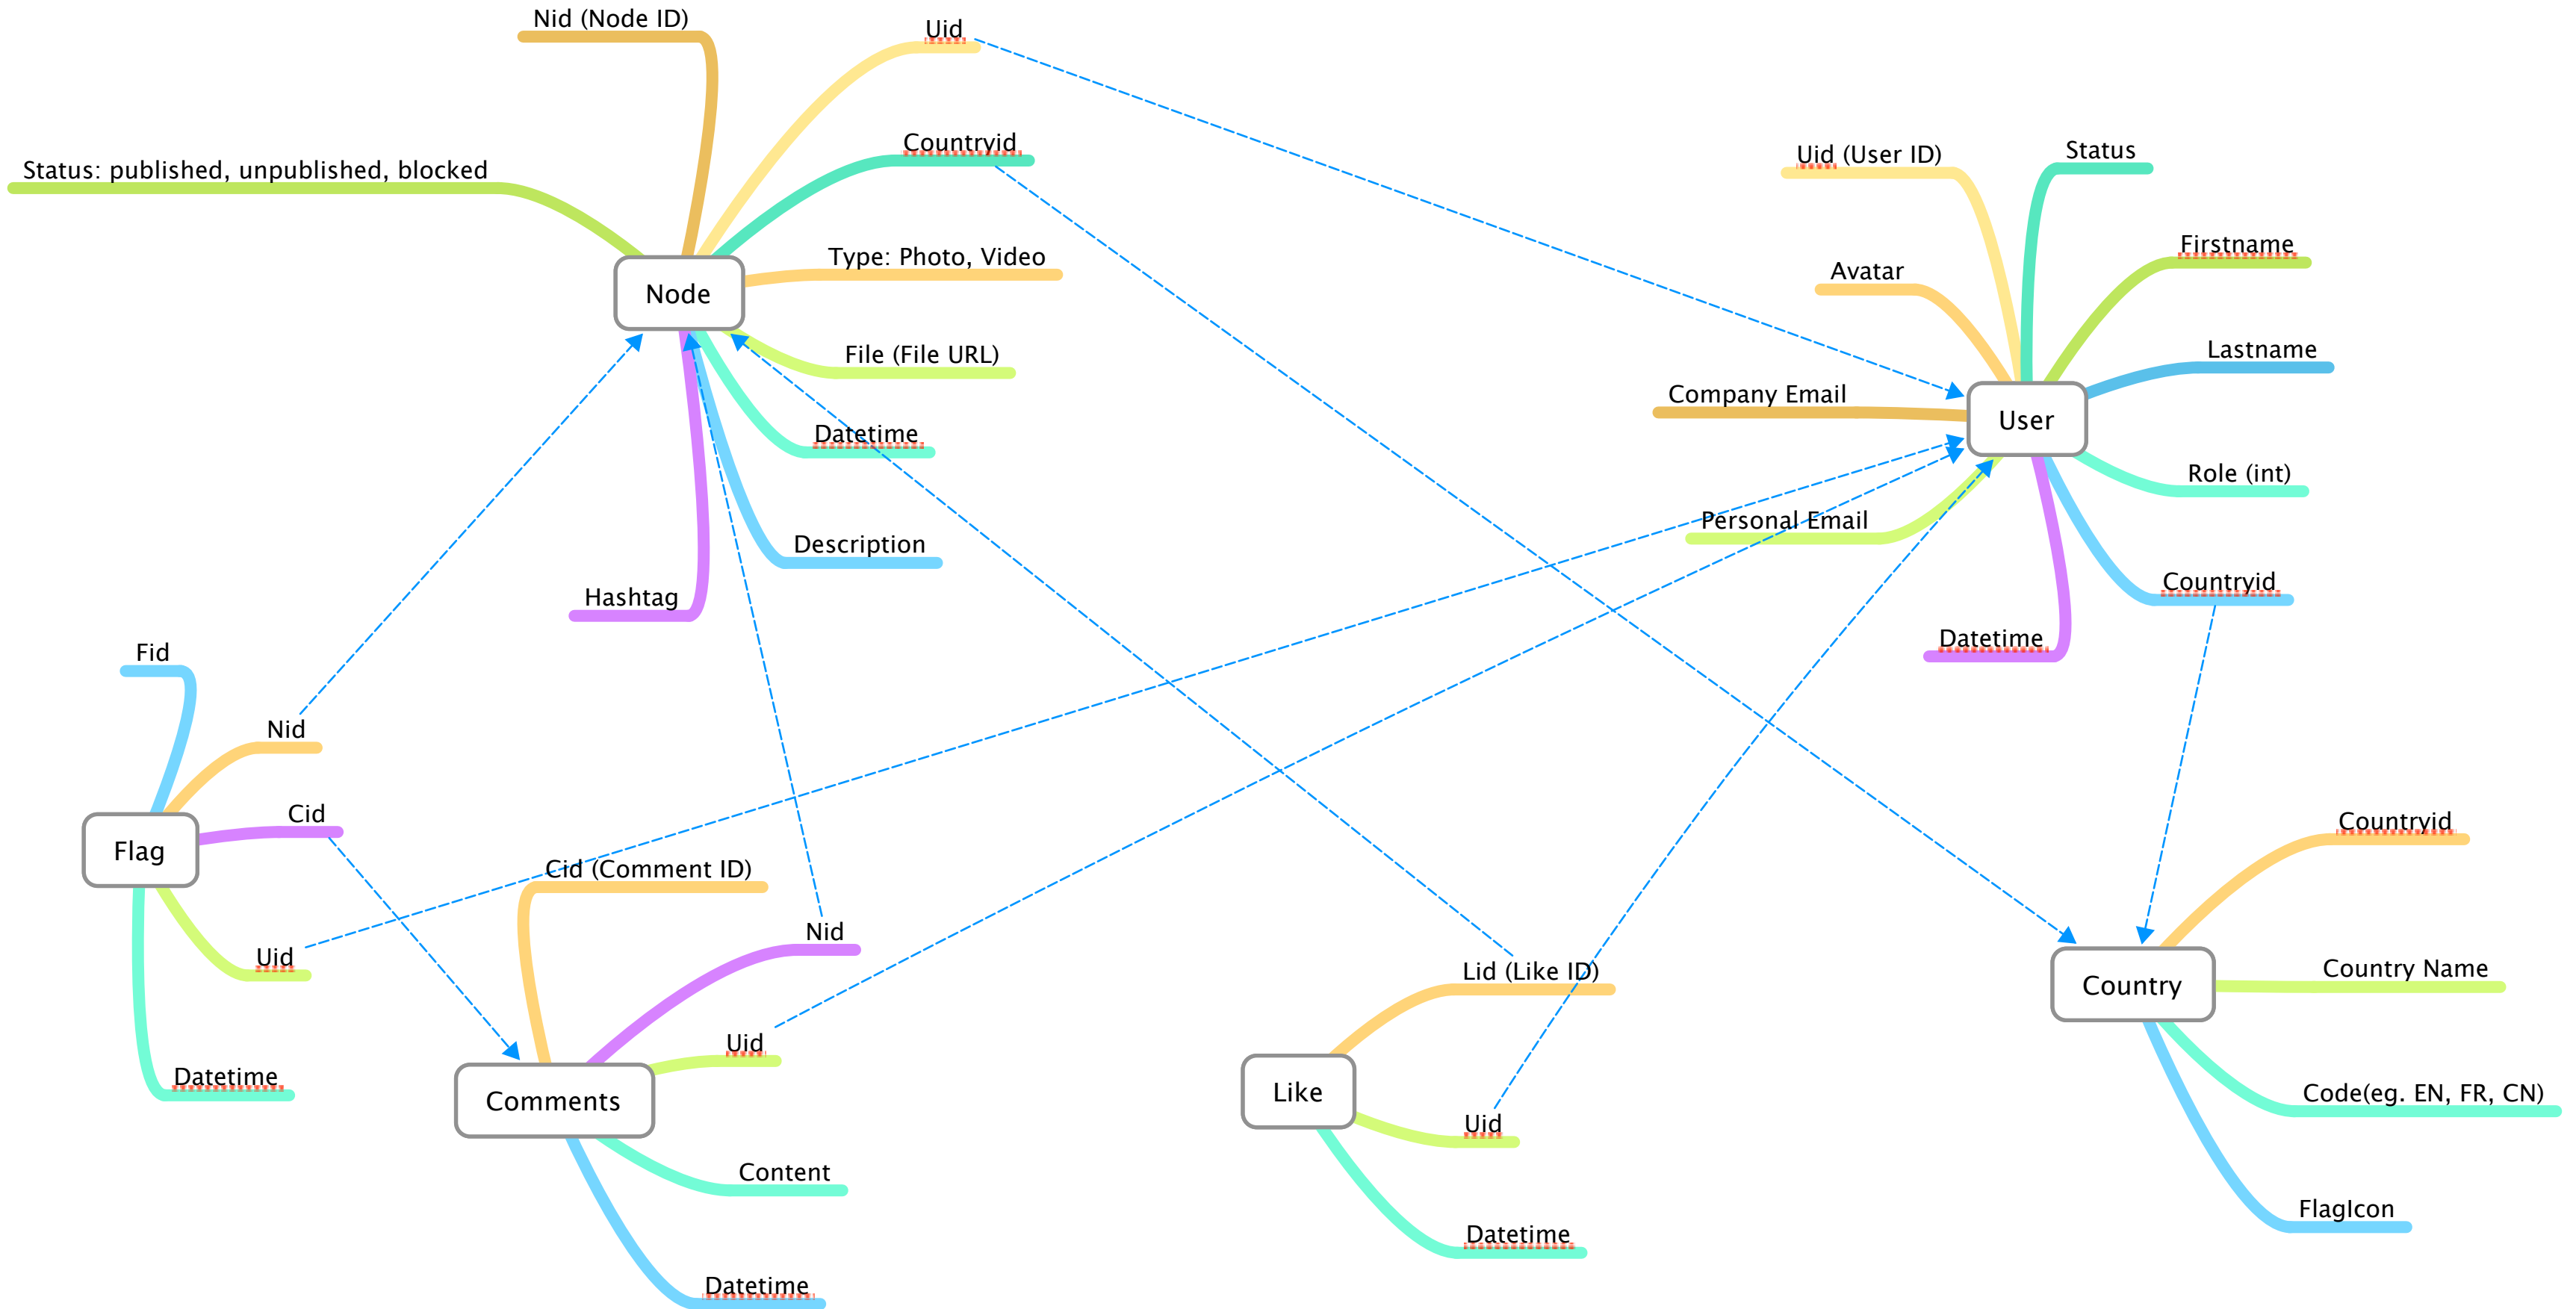 Nid (Node ID)
Uid
Countryid
Status: published, unpublished, blocked
Type: Photo, Video
Node
File (File URL)
Datetime
Description
Hashtag
Uid (User ID)
Status
Firstname
Avatar
Lastname
Company Email
User
Role (int)
Personal Email
Countryid
Datetime
Fid
Nid
Cid
Flag
Uid
Datetime
Cid (Comment ID)
Nid
Uid
Comments
Content
Datetime
Lid (Like ID)
Like
Uid
Datetime
Countryid
Country Name
Country
Code(eg. EN, FR, CN)
FlagIcon